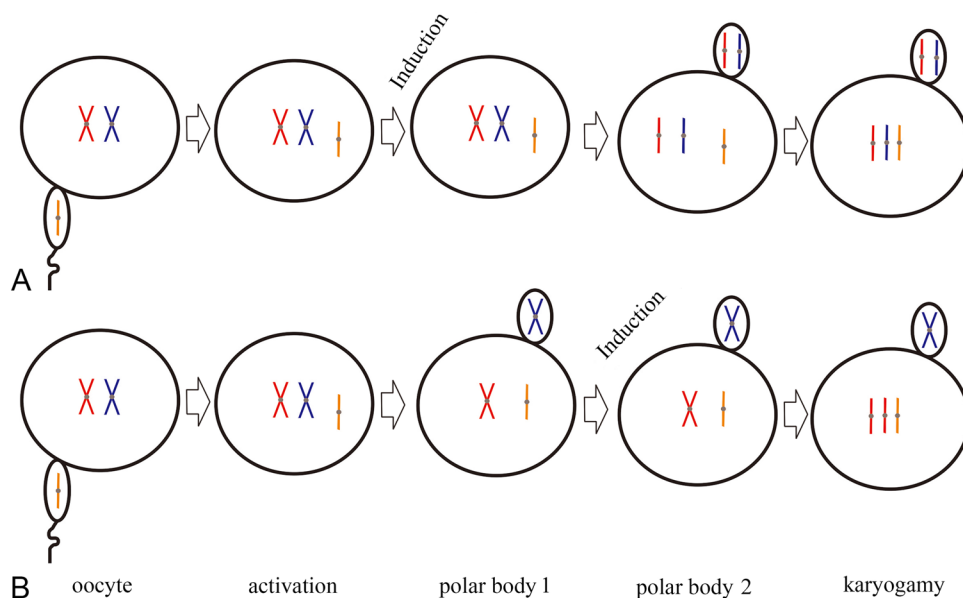 Induction
A
Induction
B
oocyte
activation
polar body 1
polar body 2
karyogamy